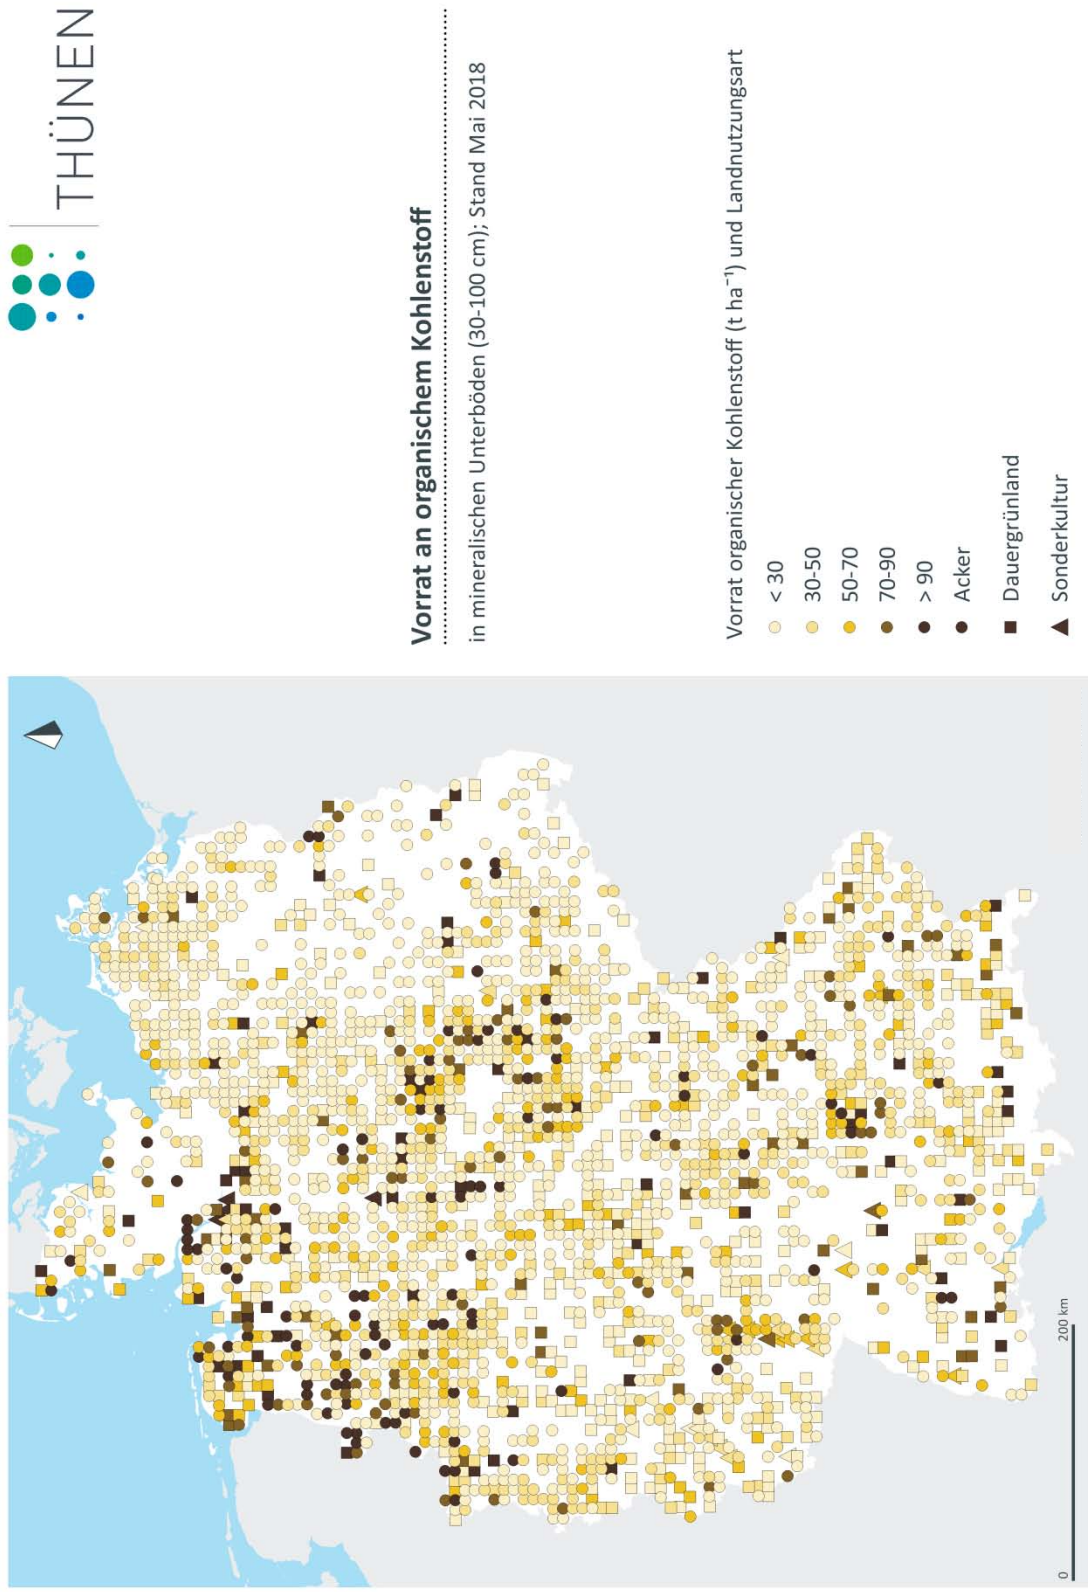 THÜNEN
Vorrat an organischem Kohlenstoff
in mineralischen Unterböden (30-100 cm); Stand Mai 2018
Vorrat organischer Kohlenstoff (t ha⁻¹) und Landnutzungsart
< 30
30-50
50-70
70-90
> 90
Acker
Dauergrünland
Sonderkultur
0
200 km